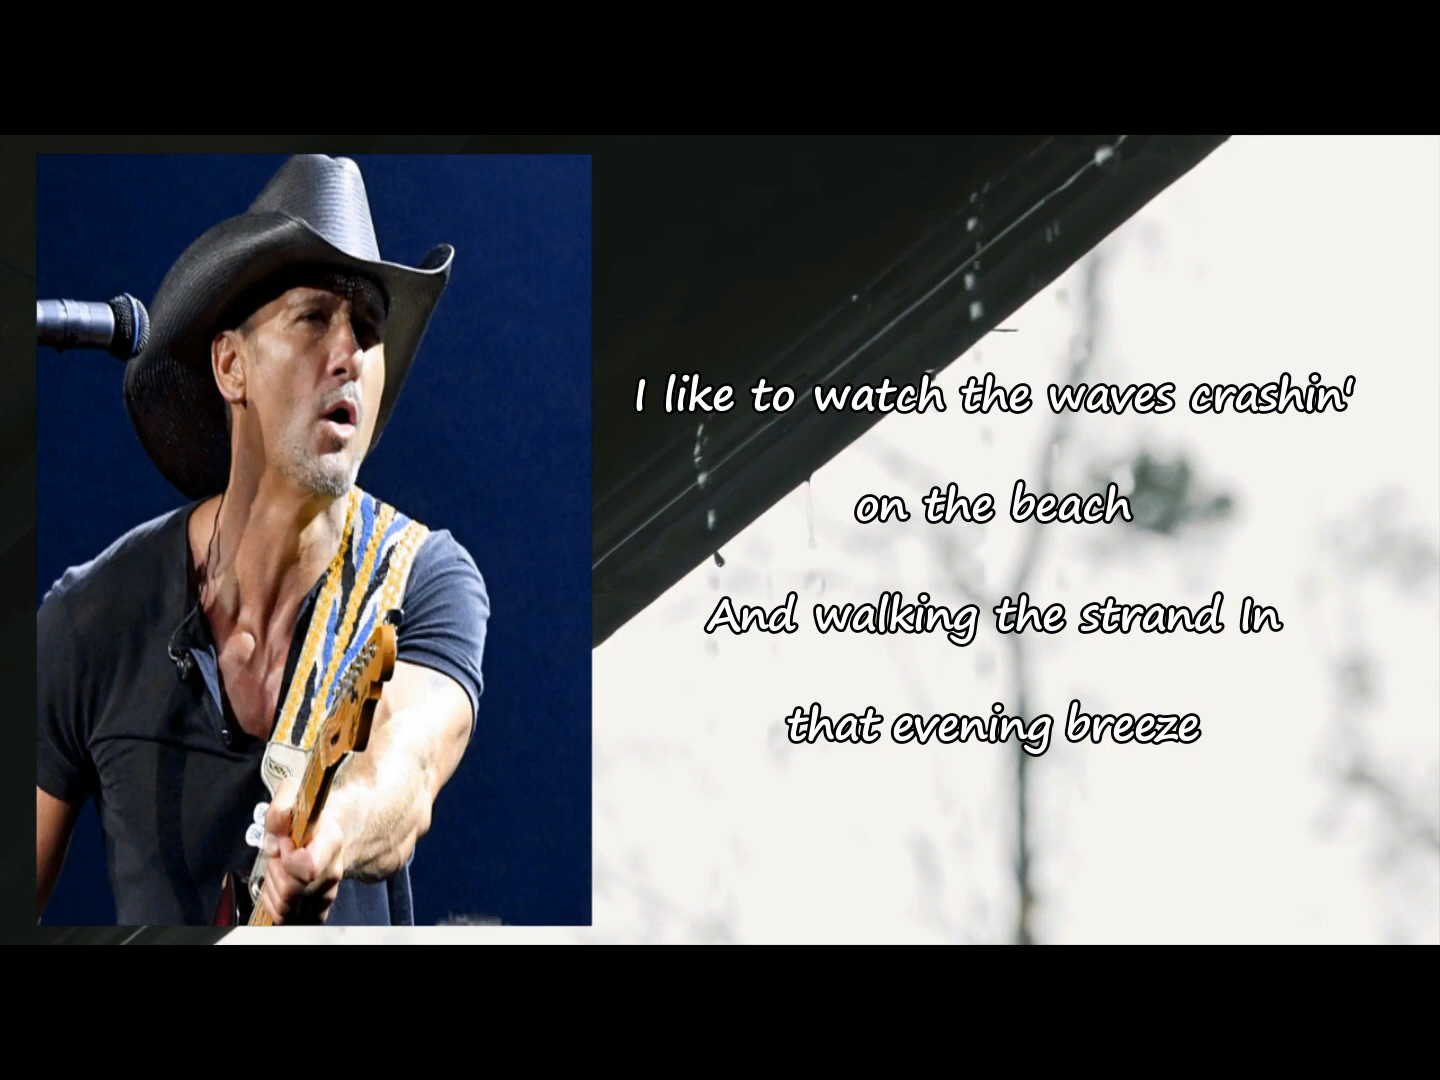 I like to watch the waves crashin'
on the beach
And walking the strand In
that evening breeze